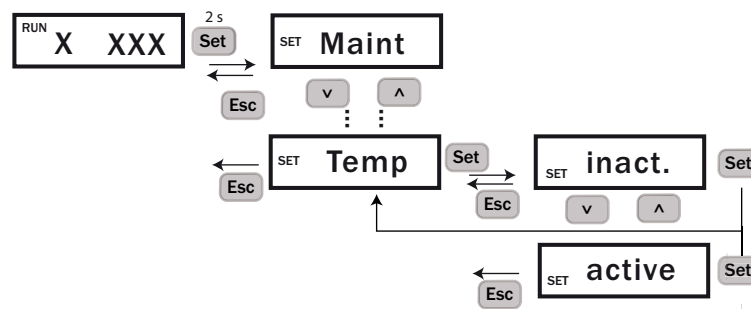 2 s
RUN X XXX Set SET Maint
Esc v ʌ
SET Temp Set SET inact. Set
Esc Esc v ʌ
SET active Set
Esc